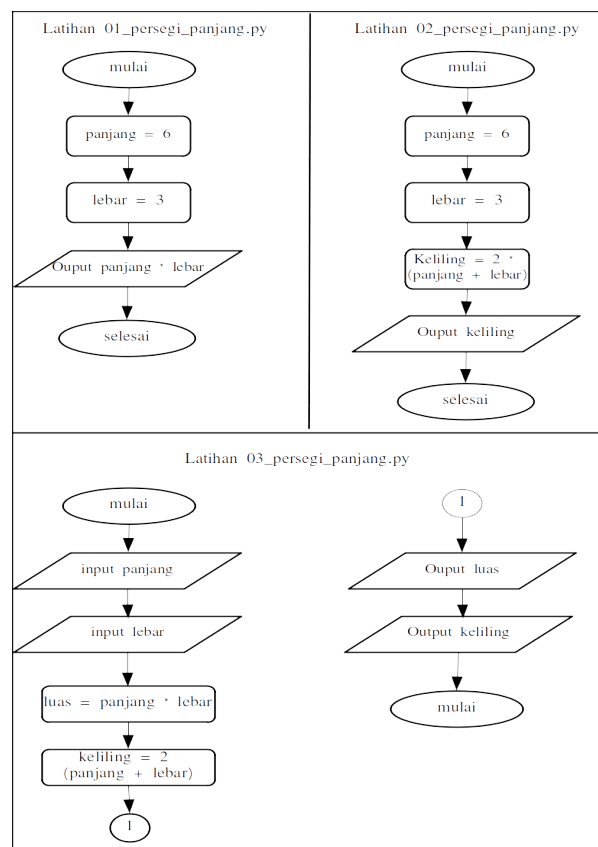 Latihan 01_persegi_panjang.py
mulai
panjang = 6
lebar = 3
Ouput panjang * lebar
selesai
Latihan 02_persegi_panjang.py
mulai
panjang = 6
lebar = 3
Keliling = 2 *
(panjang + lebar)
Ouput keliling
selesai
Latihan 03_persegi_panjang.py
mulai
input panjang
input lebar
luas = panjang * lebar
keliling = 2
(panjang + lebar)
1
1
Ouput luas
Output keliling
mulai